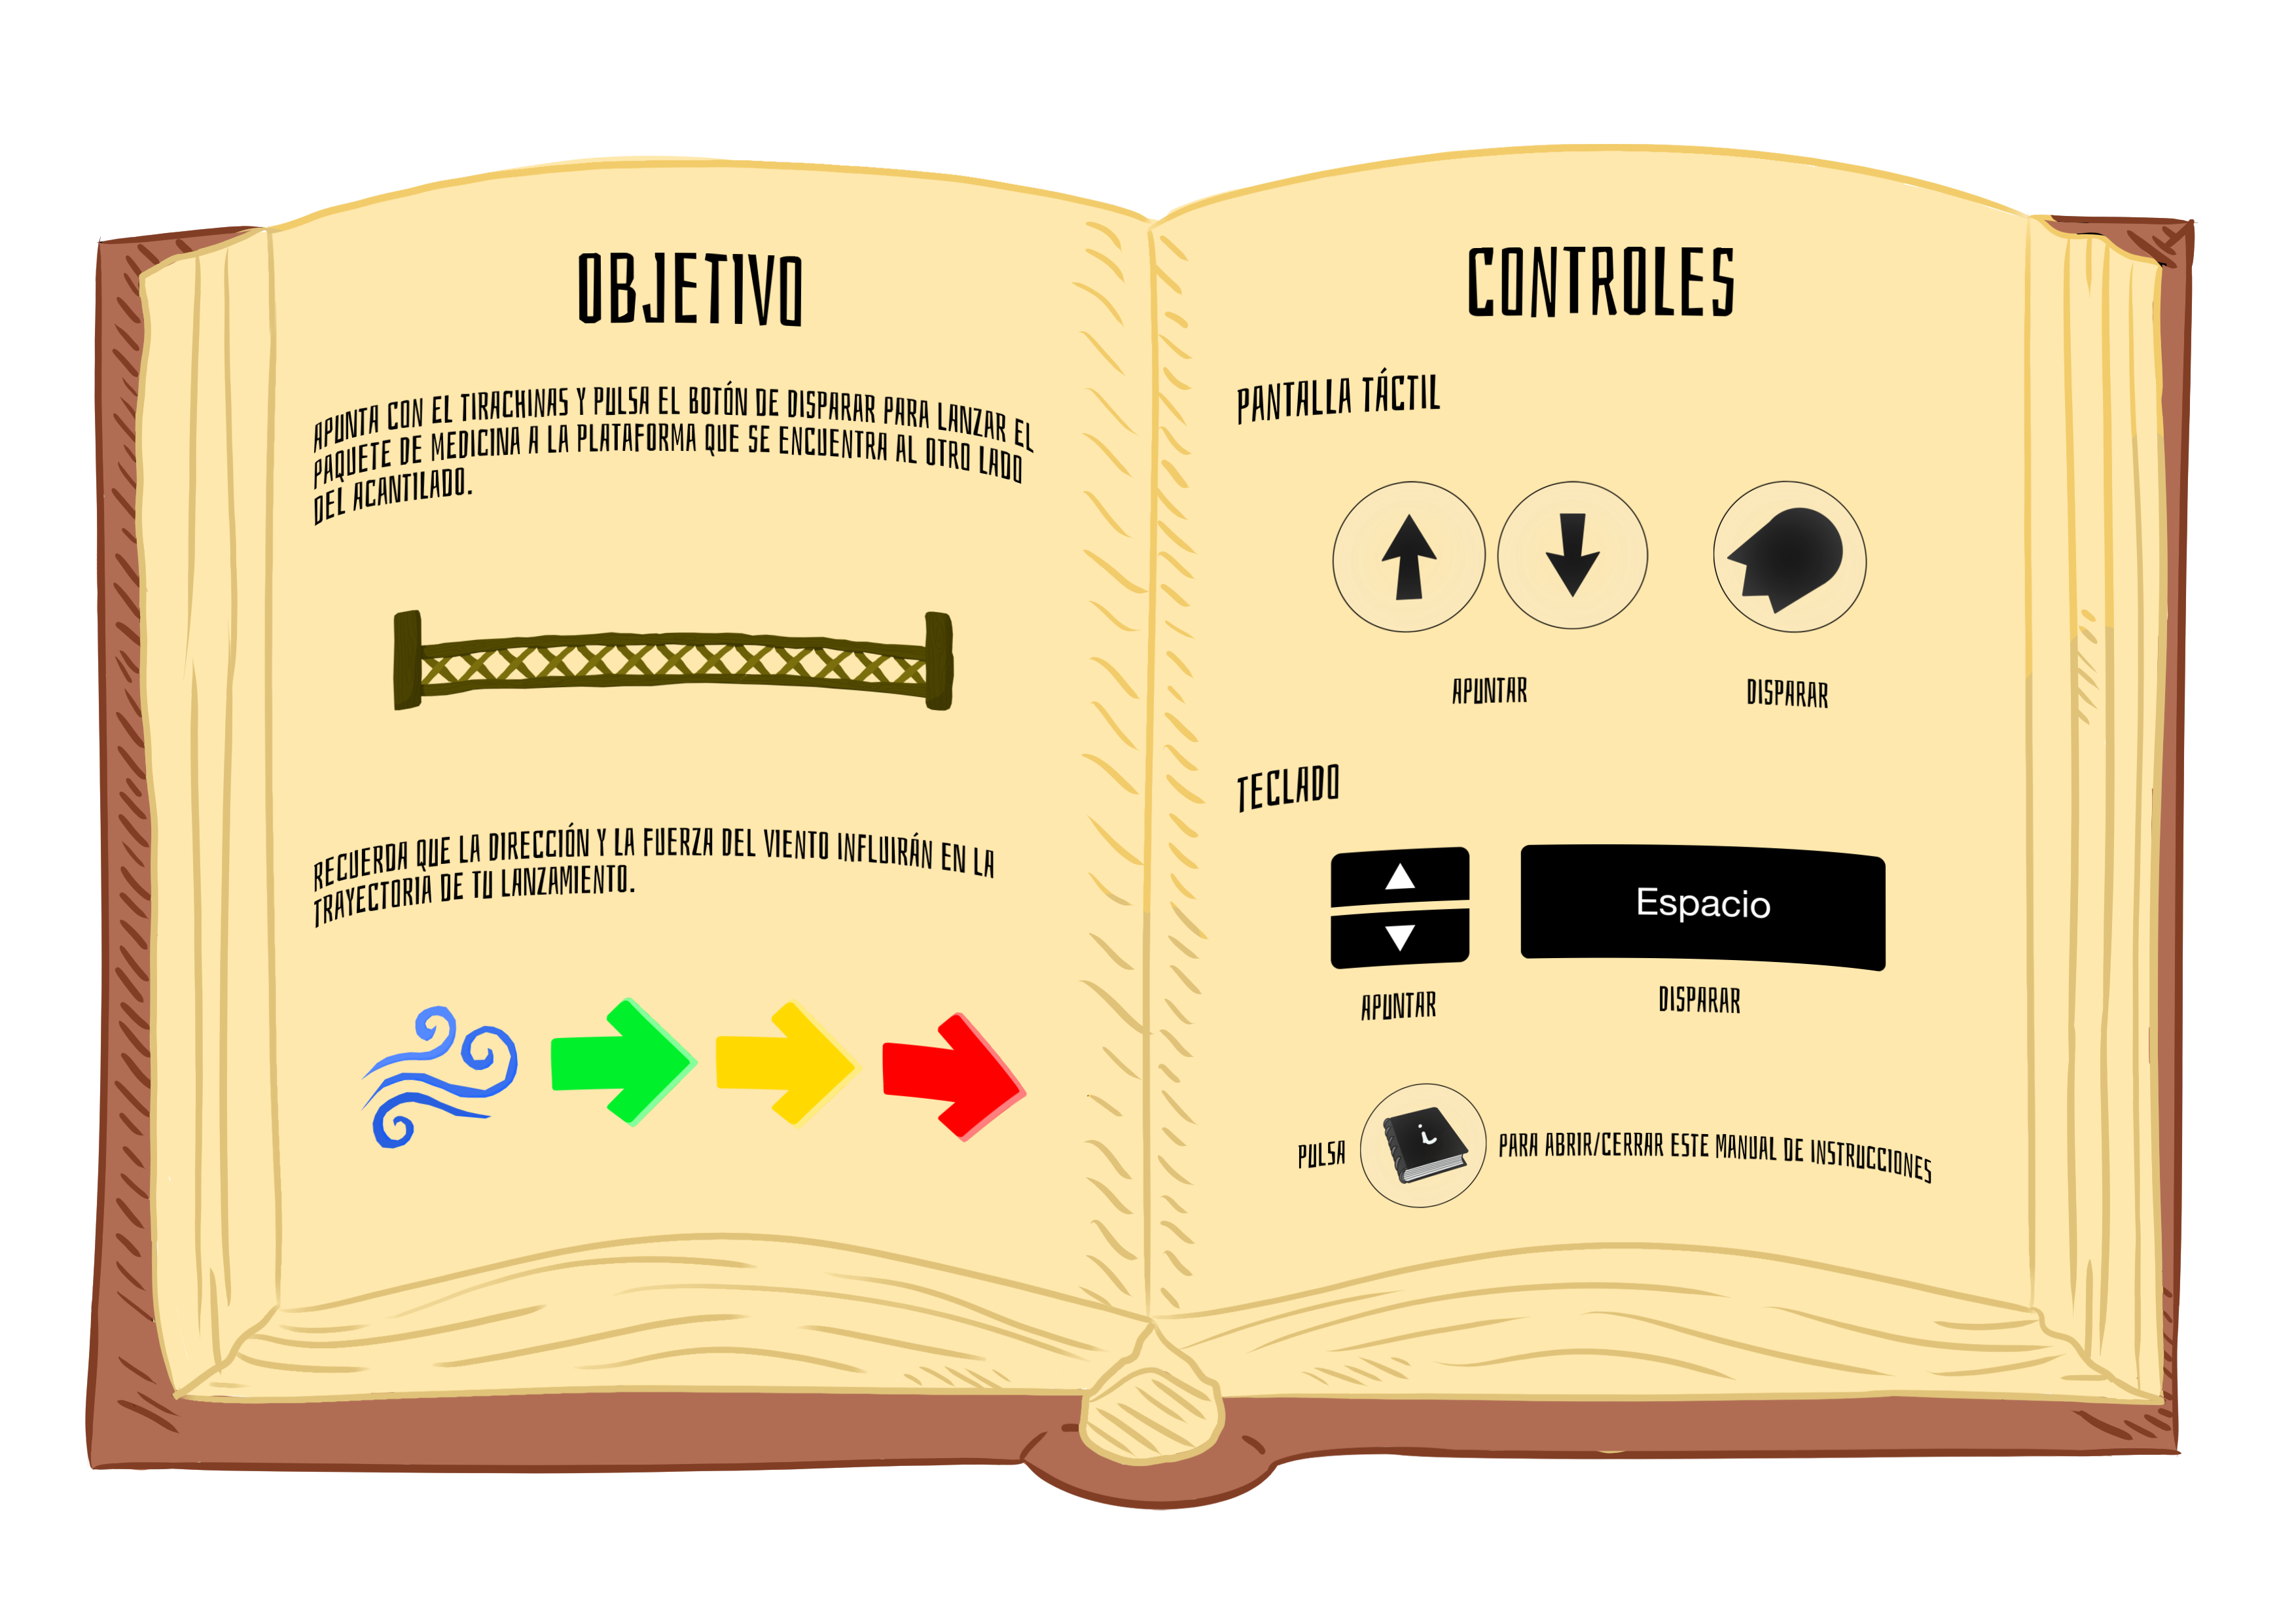 OBJETIVO
APUNTA CON EL TIRACHINAS Y PULSA EL BOTÓN DE DISPARAR PARA LANZAR EL
PAQUETE DE MEDICINA A LA PLATAFORMA QUE SE ENCUENTRA AL OTRO LADO
DEL ACANTILADO.
RECUERDA QUE LA DIRECCIÓN Y LA FUERZA DEL VIENTO INFLUIRÁN EN LA
TRAYECTORIA DE TU LANZAMIENTO.
CONTROLES
PANTALLA TÁCTIL
APUNTAR DISPARAR
TECLADO
Espacio
APUNTAR DISPARAR
PULSA i PARA ABRIR/CERRAR ESTE MANUAL DE INSTRUCCIONES